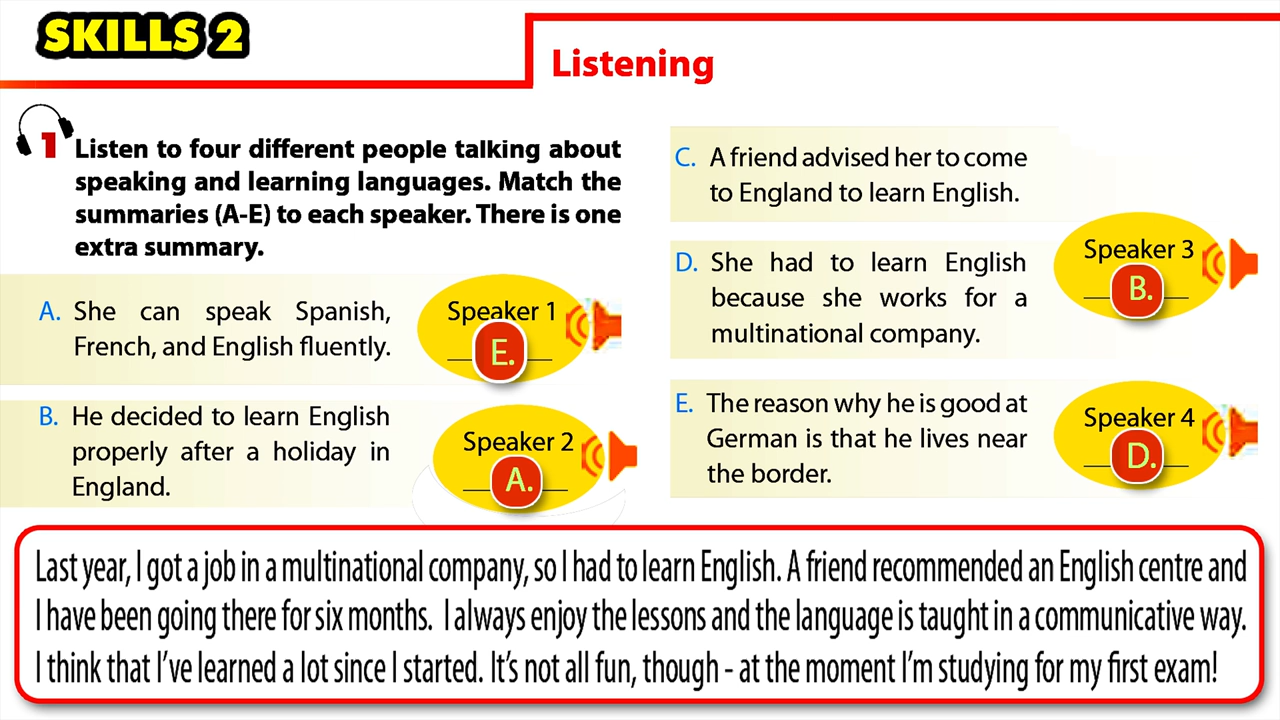 SKILLS 2
Listening
1 Listen to four different people talking about
speaking and learning languages. Match the
summaries (A-E) to each speaker. There is one
extra summary.
A. She can speak Spanish,
French, and English fluently.
Speaker 1
E.
B. He decided to learn English
properly after a holiday in
England.
Speaker 2
A.
C. A friend advised her to come
to England to learn English.
D. She had to learn English
because she works for a
multinational company.
Speaker 3
B.
E. The reason why he is good at
German is that he lives near
the border.
Speaker 4
D.
Last year, I got a job in a multinational company, so I had to learn English. A friend recommended an English centre and
I have been going there for six months. I always enjoy the lessons and the language is taught in a communicative way.
I think that I've learned a lot since I started. It's not all fun, though - at the moment I'm studying for my first exam!